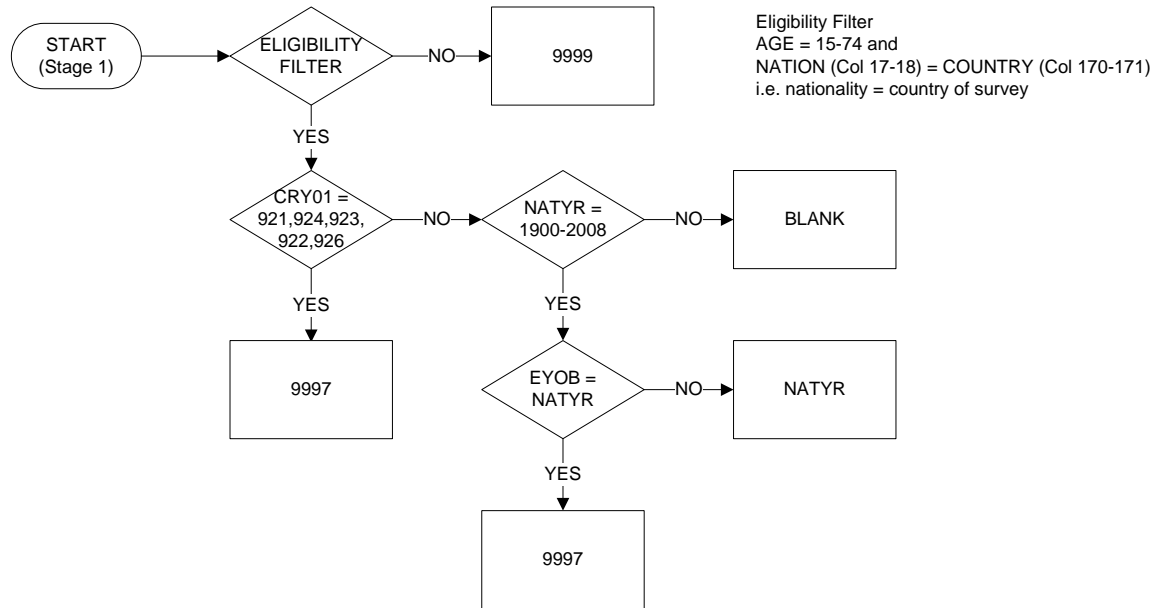 START
(Stage 1)
ELIGIBILITY
FILTER
NO
9999
Eligibility Filter
AGE = 15-74 and
NATION (Col 17-18) = COUNTRY (Col 170-171)
i.e. nationality = country of survey
YES
CRY01 =
921,924,923,
922,926
NO
NATYR =
1900-2008
NO
BLANK
YES
YES
9997
EYOB =
NATYR
NO
NATYR
YES
9997